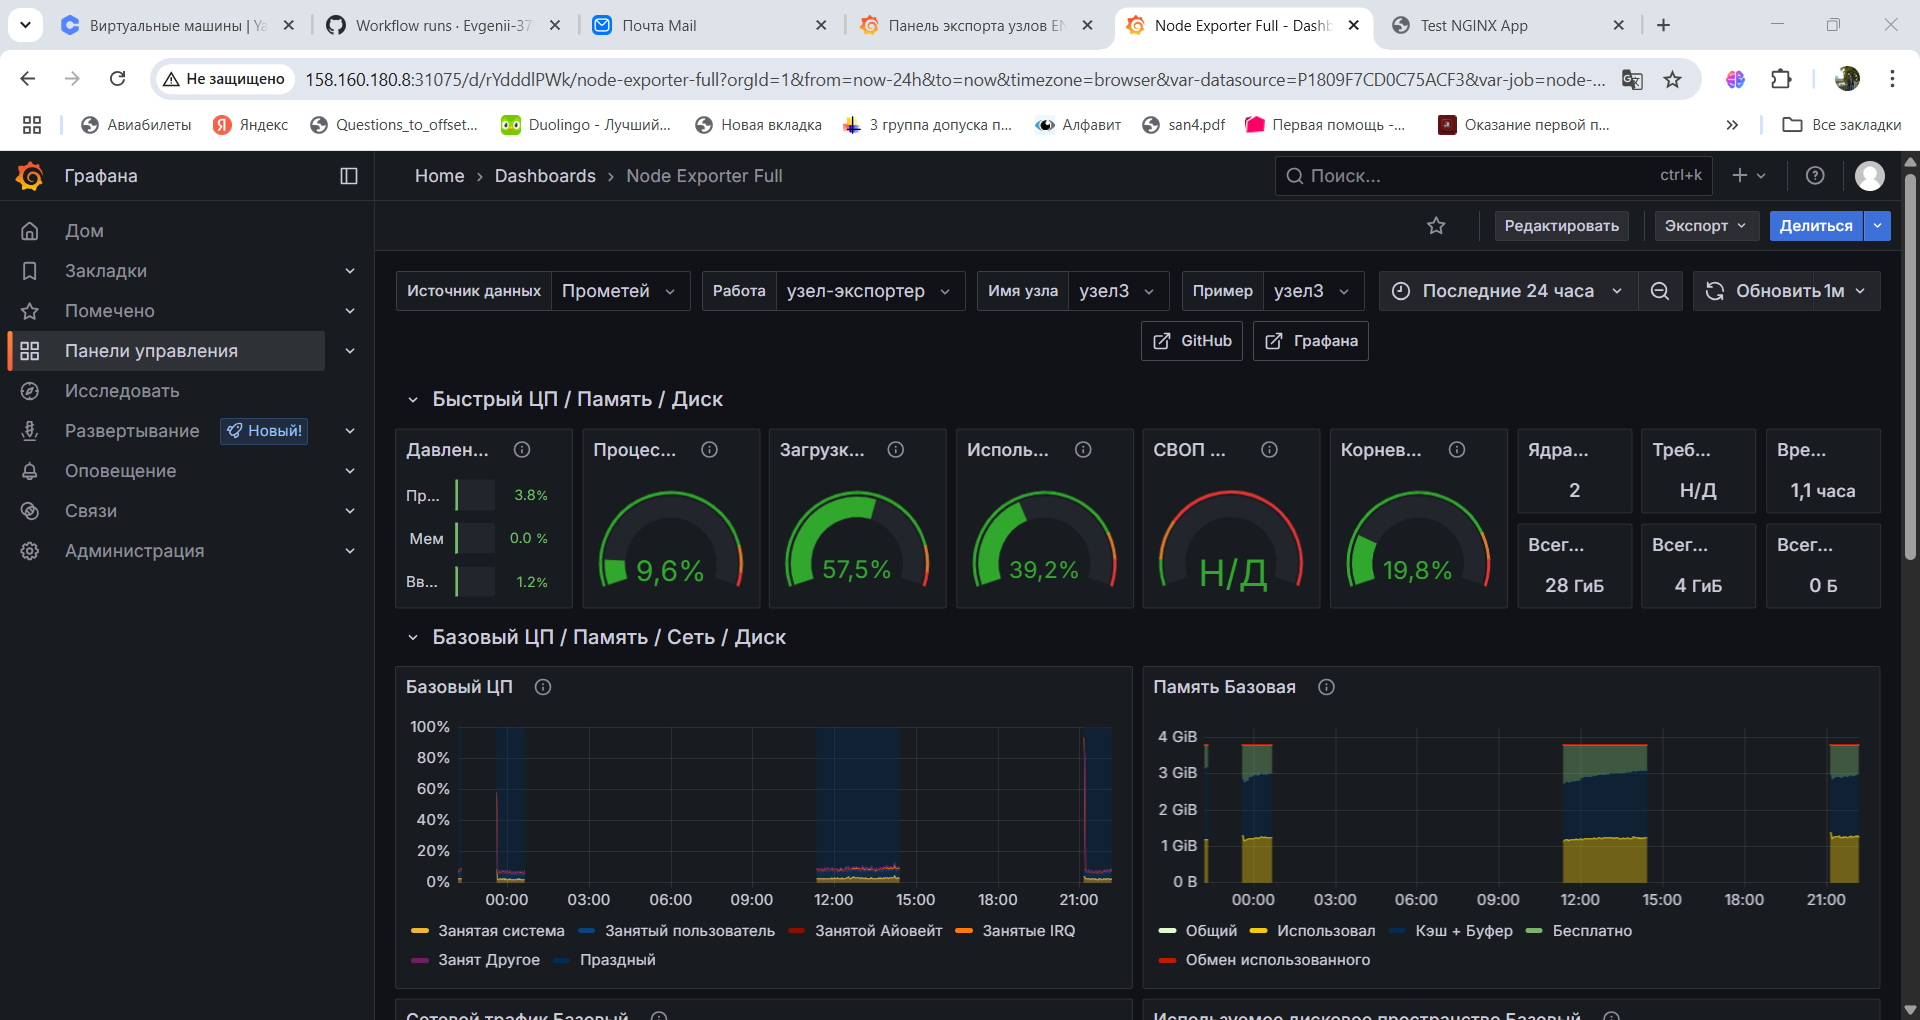 Виртуальные машины | Ya
Workflow runs · Evgenii-37
Почта Mail
Панель экспорта узлов EN
Node Exporter Full - Dashb
Test NGINX App
Не защищено
158.160.180.8:31075/d/rYdddlPWk/node-exporter-full?orgId=1&from=now-24h&to=now&timezone=browser&var-datasource=P1809F7CD0C75ACF3&var-job=node-...
Авиабилеты
Яндекс
Questions_to_offset...
Duolingo - Лучший...
Новая вкладка
3 группа допуска п...
Алфавит
san4.pdf
Первая помощь -...
Оказание первой п...
»
Все закладки
Графана
Home › Dashboards › Node Exporter Full
Поиск...
ctrl+k
Дом
Закладки
Помечено
Панели управления
Исследовать
Развертывание
Новый!
Оповещение
Связи
Администрация
Редактировать
Экспорт
Делиться
Источник данных
Прометей
Работа
узел-экспортер
Имя узла
узел3
Пример
узел3
Последние 24 часа
Обновить 1м
GitHub
Графана
Быстрый ЦП / Память / Диск
Давлен...
Пр...
3.8%
Мем
0.0 %
Вв...
1.2%
Процес...
9,6%
Загрузк...
57,5%
Исполь...
39,2%
СВОП ...
Н/Д
Корнев...
19,8%
Ядра...
2
Треб...
Н/Д
Вре...
1,1 часа
Всег...
28 ГиБ
Всег...
4 ГиБ
Всег...
0 Б
Базовый ЦП / Память / Сеть / Диск
Базовый ЦП
100%
80%
60%
40%
20%
0%
00:00
03:00
06:00
09:00
12:00
15:00
18:00
21:00
Занятая система
Занятый пользователь
Занятой Айовейт
Занятые IRQ
Занят Другое
Праздный
Память Базовая
4 GiB
3 GiB
2 GiB
1 GiB
0 B
00:00
03:00
06:00
09:00
12:00
15:00
18:00
21:00
Общий
Использовал
Кэш + Буфер
Бесплатно
Обмен использованного
Сетевой трафик Базовый
Используемое дисковое пространство Базовый